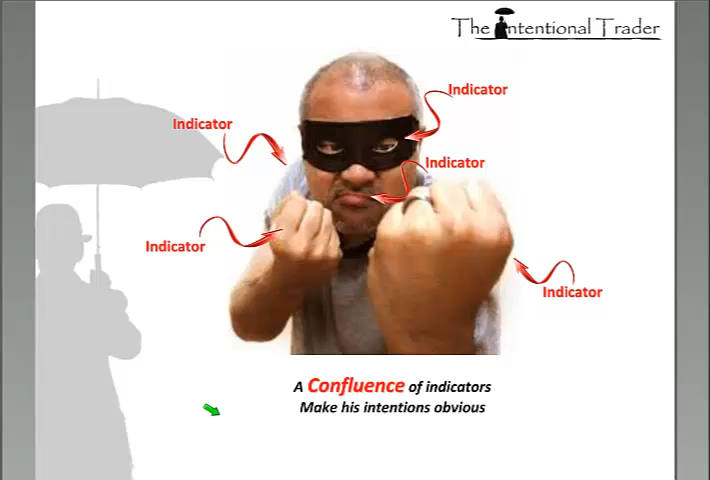 The Intentional Trader
Indicator
Indicator
Indicator
Indicator
Indicator
A Confluence of indicators
Make his intentions obvious